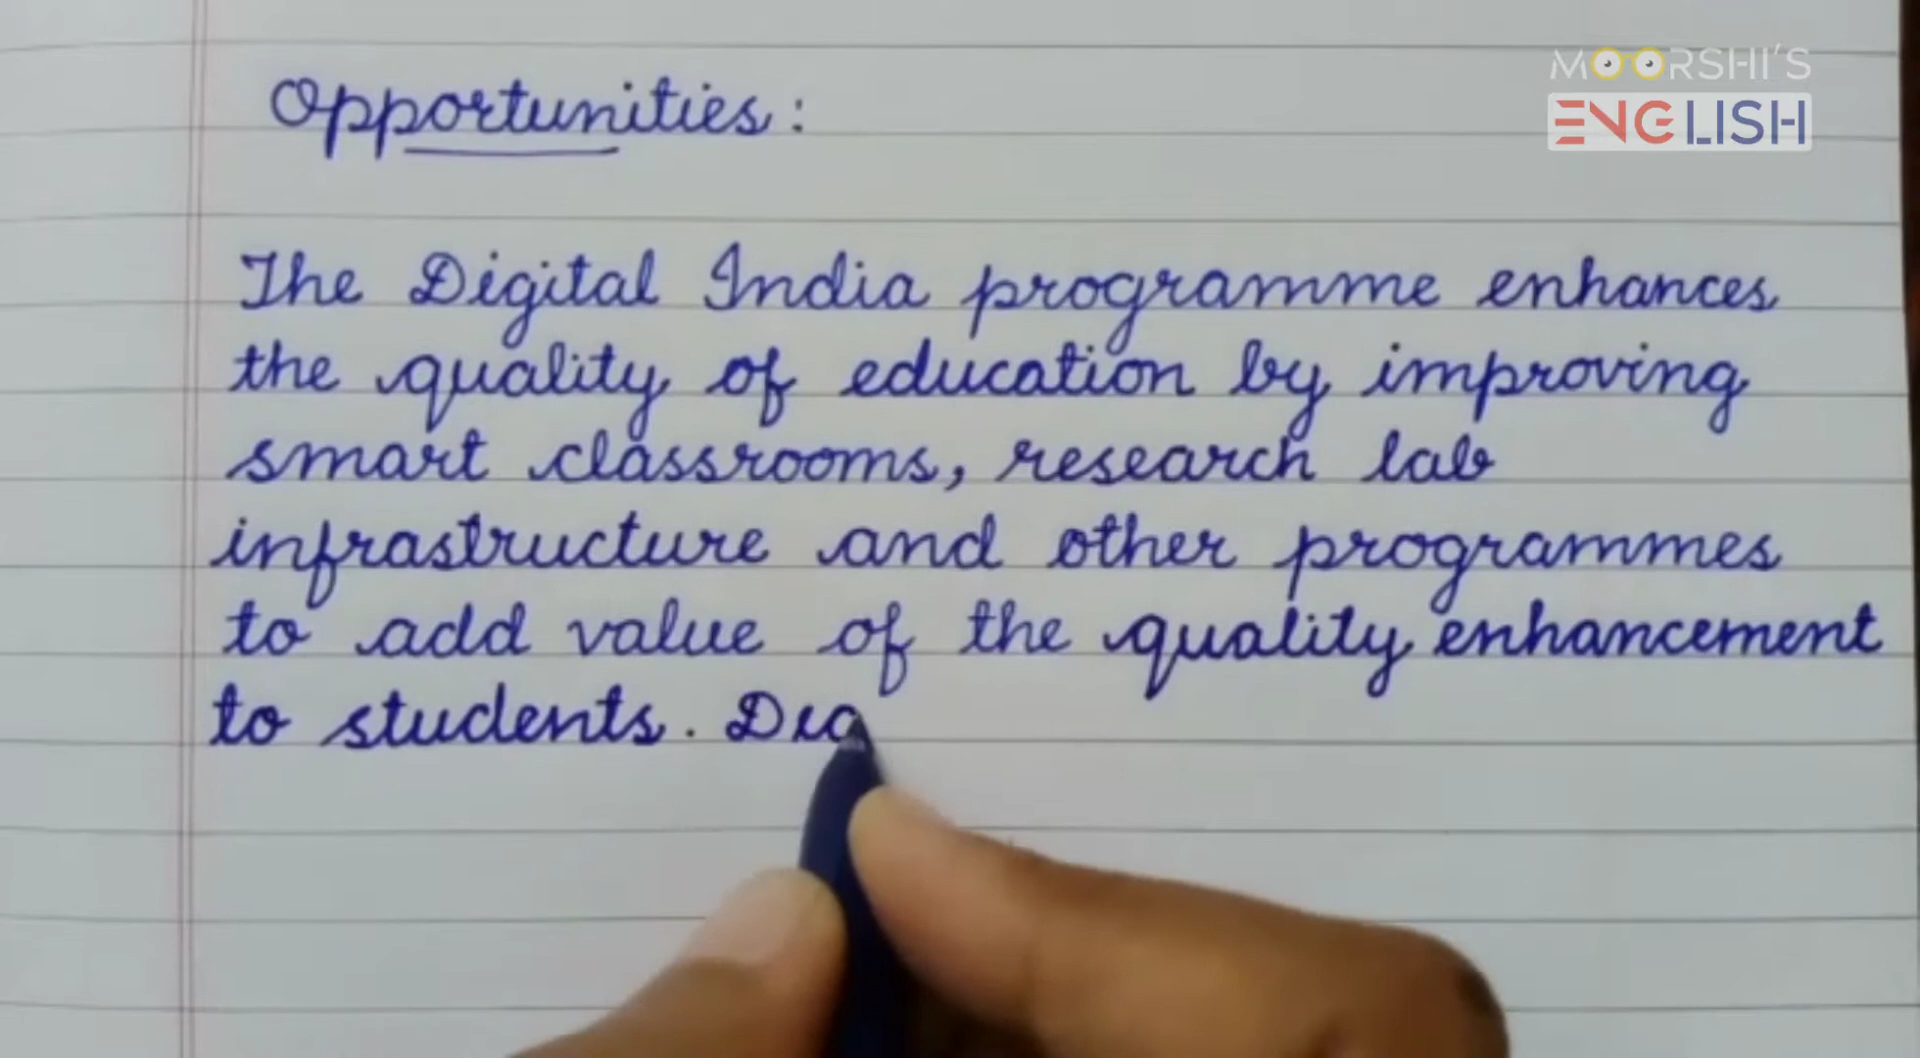 MOORSHI'S
ENGLISH
Opportunities:
The Digital India programme enhances
the quality of education by improving
smart classrooms, research lab
infrastructure and other programmes
to add value of the quality enhancement
to students.